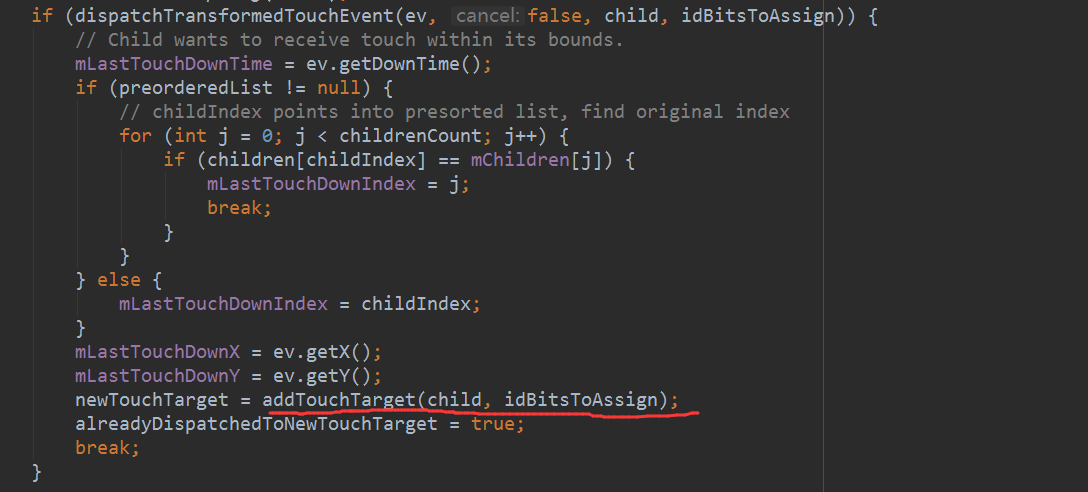 if (dispatchTransformedTouchEvent(ev, cancel: false, child, idBitsToAssign)) {
// Child wants to receive touch within its bounds.
mLastTouchDownTime = ev.getDownTime();
if (preorderedList != null) {
// childIndex points into presorted list, find original index
for (int j = 0; j < childrenCount; j++) {
if (children[childIndex] == mChildren[j]) {
mLastTouchDownIndex = j;
break;
}
}
} else {
mLastTouchDownIndex = childIndex;
}
mLastTouchDownX = ev.getX();
mLastTouchDownY = ev.getY();
newTouchTarget = addTouchTarget(child, idBitsToAssign);
alreadyDispatchedToNewTouchTarget = true;
break;
}